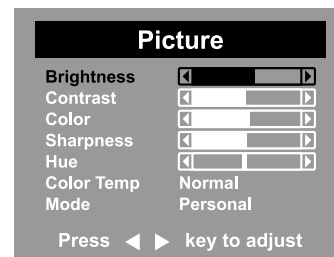 Picture
Brightness
Contrast
Color
Sharpness
Hue
Color Temp Normal
Mode Personal
Press ◀ ▶ key to adjust